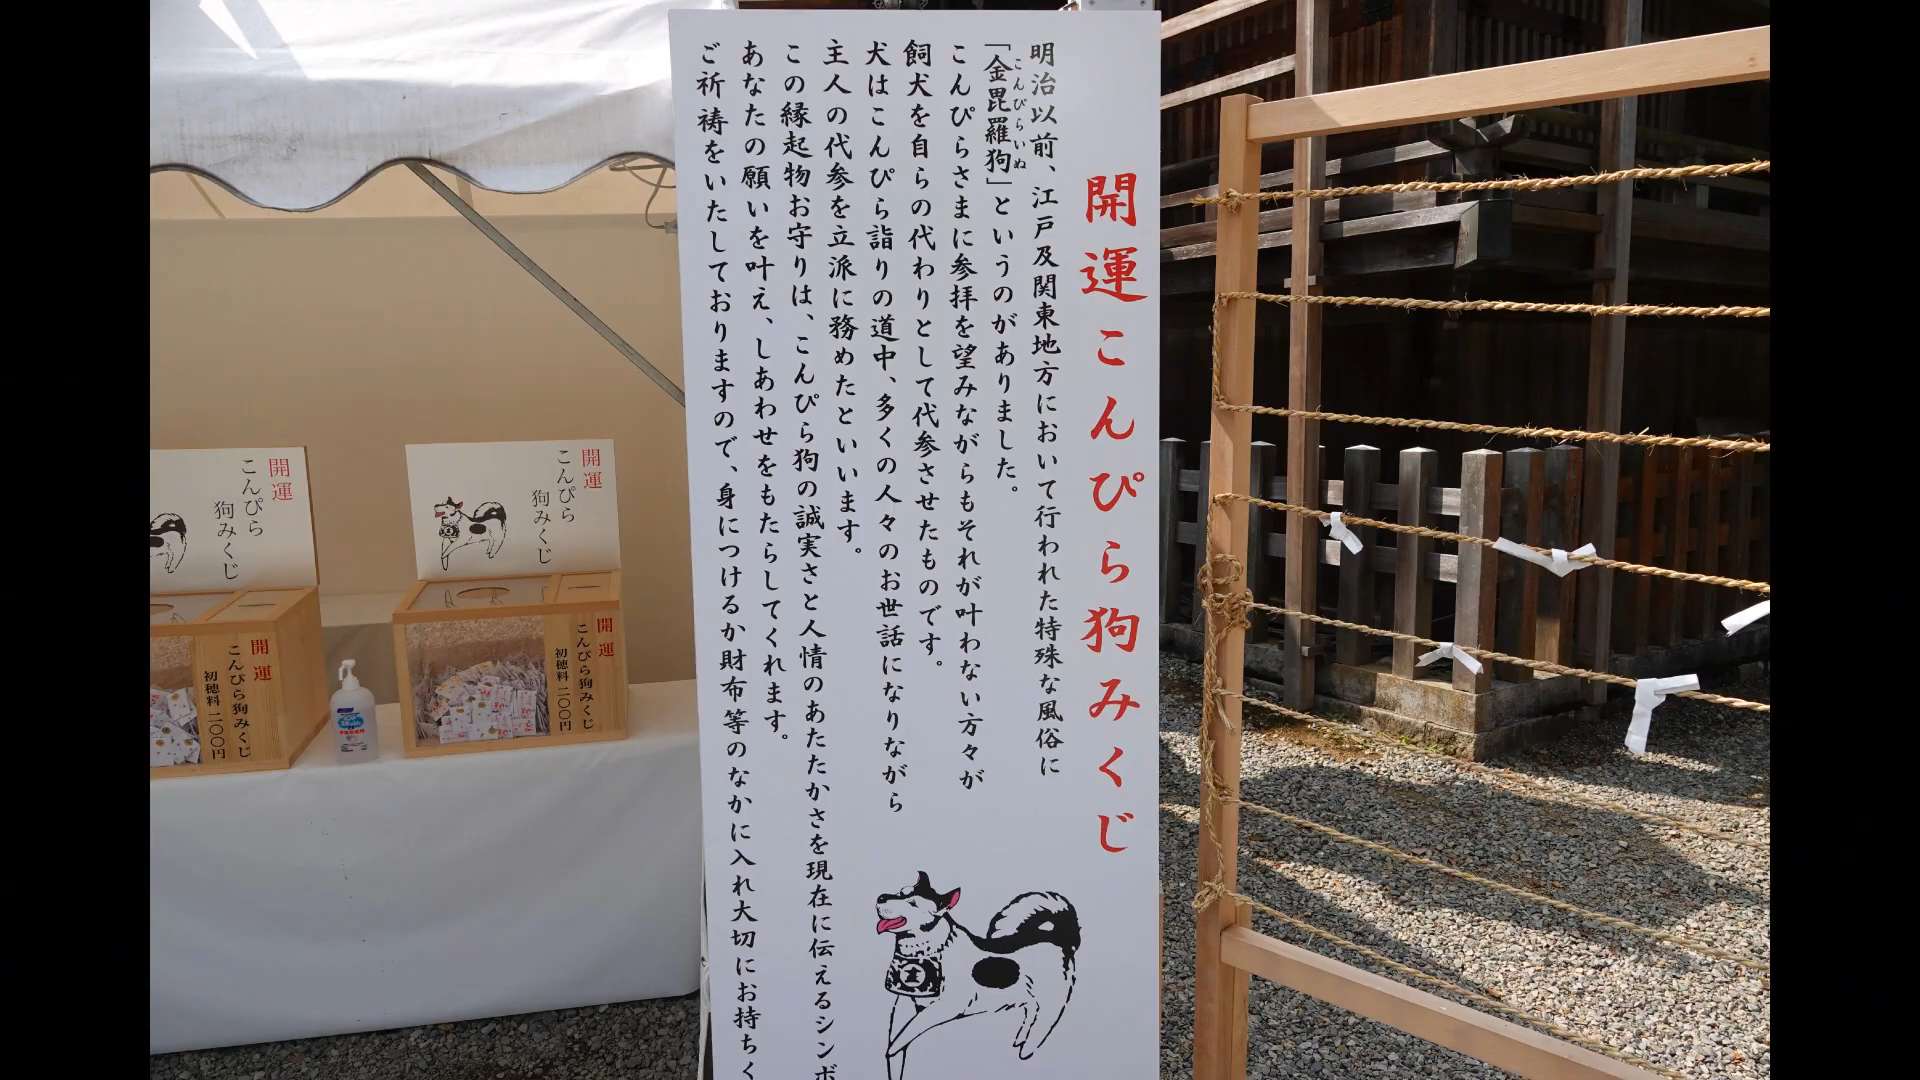 開運こんぴら狗みくじ
明治以前、江戸及関東地方において行われた特殊な風俗に
「金毘羅狗」というのがありました。
こんぴらいぬ
こんぴらさまに参拝を望みながらもそれが叶わない方々が
飼犬を自らの代わりとして代参させたものです。
犬はこんぴら詣りの道中、多くの人々のお世話になりながら
主人の代参を立派に務めたといいます。
この縁起物お守りは、こんぴら狗の誠実さと人情のあたたかさを現在に伝えるシンボ
あなたの願いを叶え、しあわせをもたらしてくれます。
ご祈祷をいたしておりますので、身につけるか財布等のなかに入れ大切にお持ちく
開運
こんぴら
狗みくじ
開運
こんぴら狗みくじ
初穂料 二〇〇円
開運
こんぴら
狗みくじ
開運
こんぴら狗みくじ
初穂料 二〇〇円